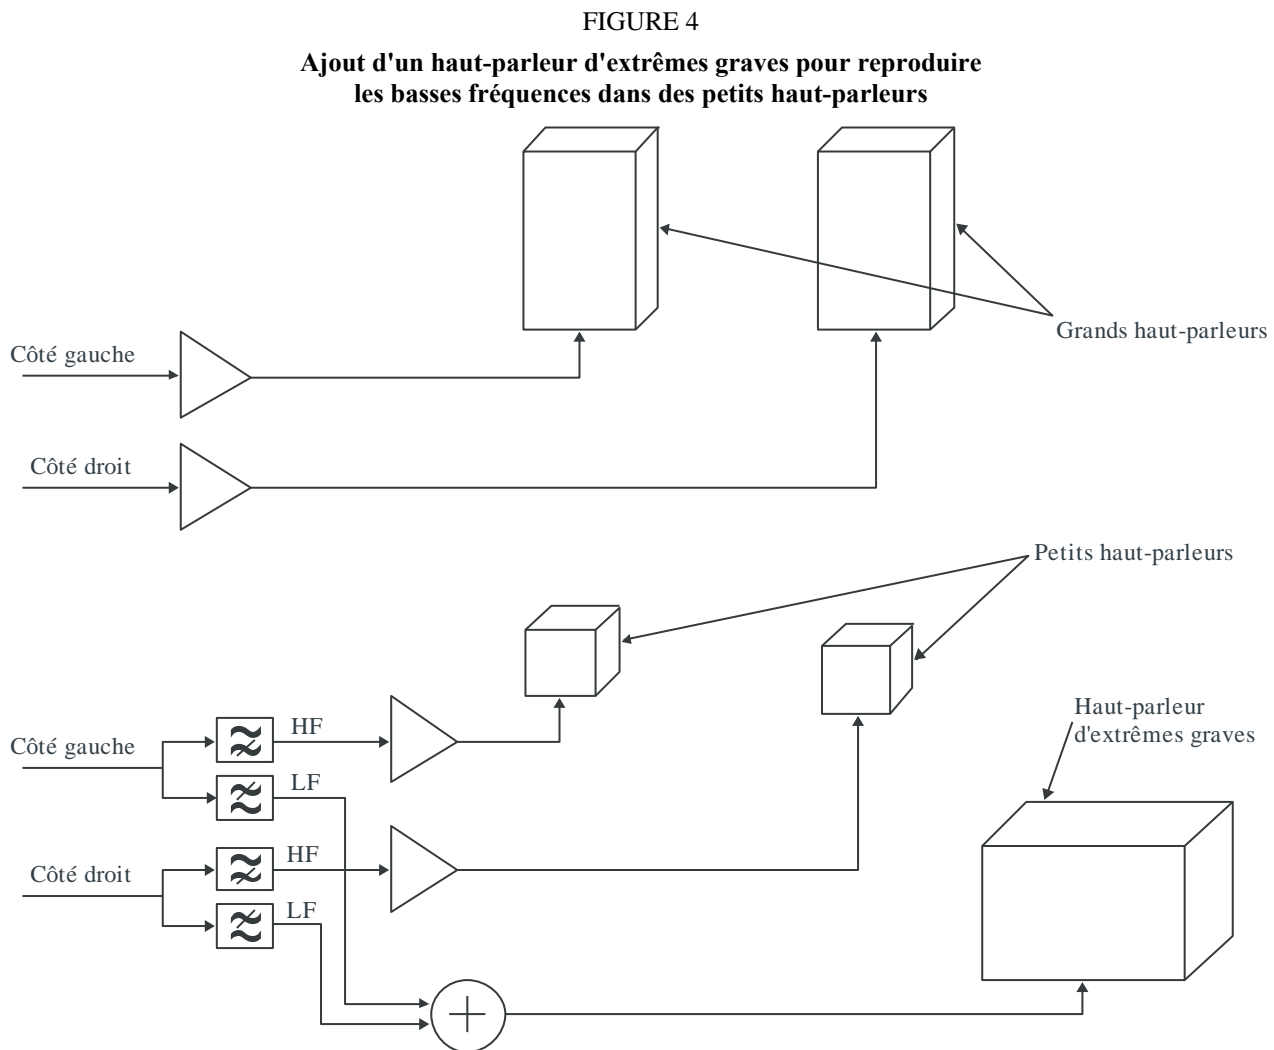 FIGURE 4
Ajout d'un haut-parleur d'extrêmes graves pour reproduire
les basses fréquences dans des petits haut-parleurs
Grands haut-parleurs
Côté gauche
Côté droit
Petits haut-parleurs
Haut-parleur
d'extrêmes graves
HF
Côté gauche
LF
HF
Côté droit
LF